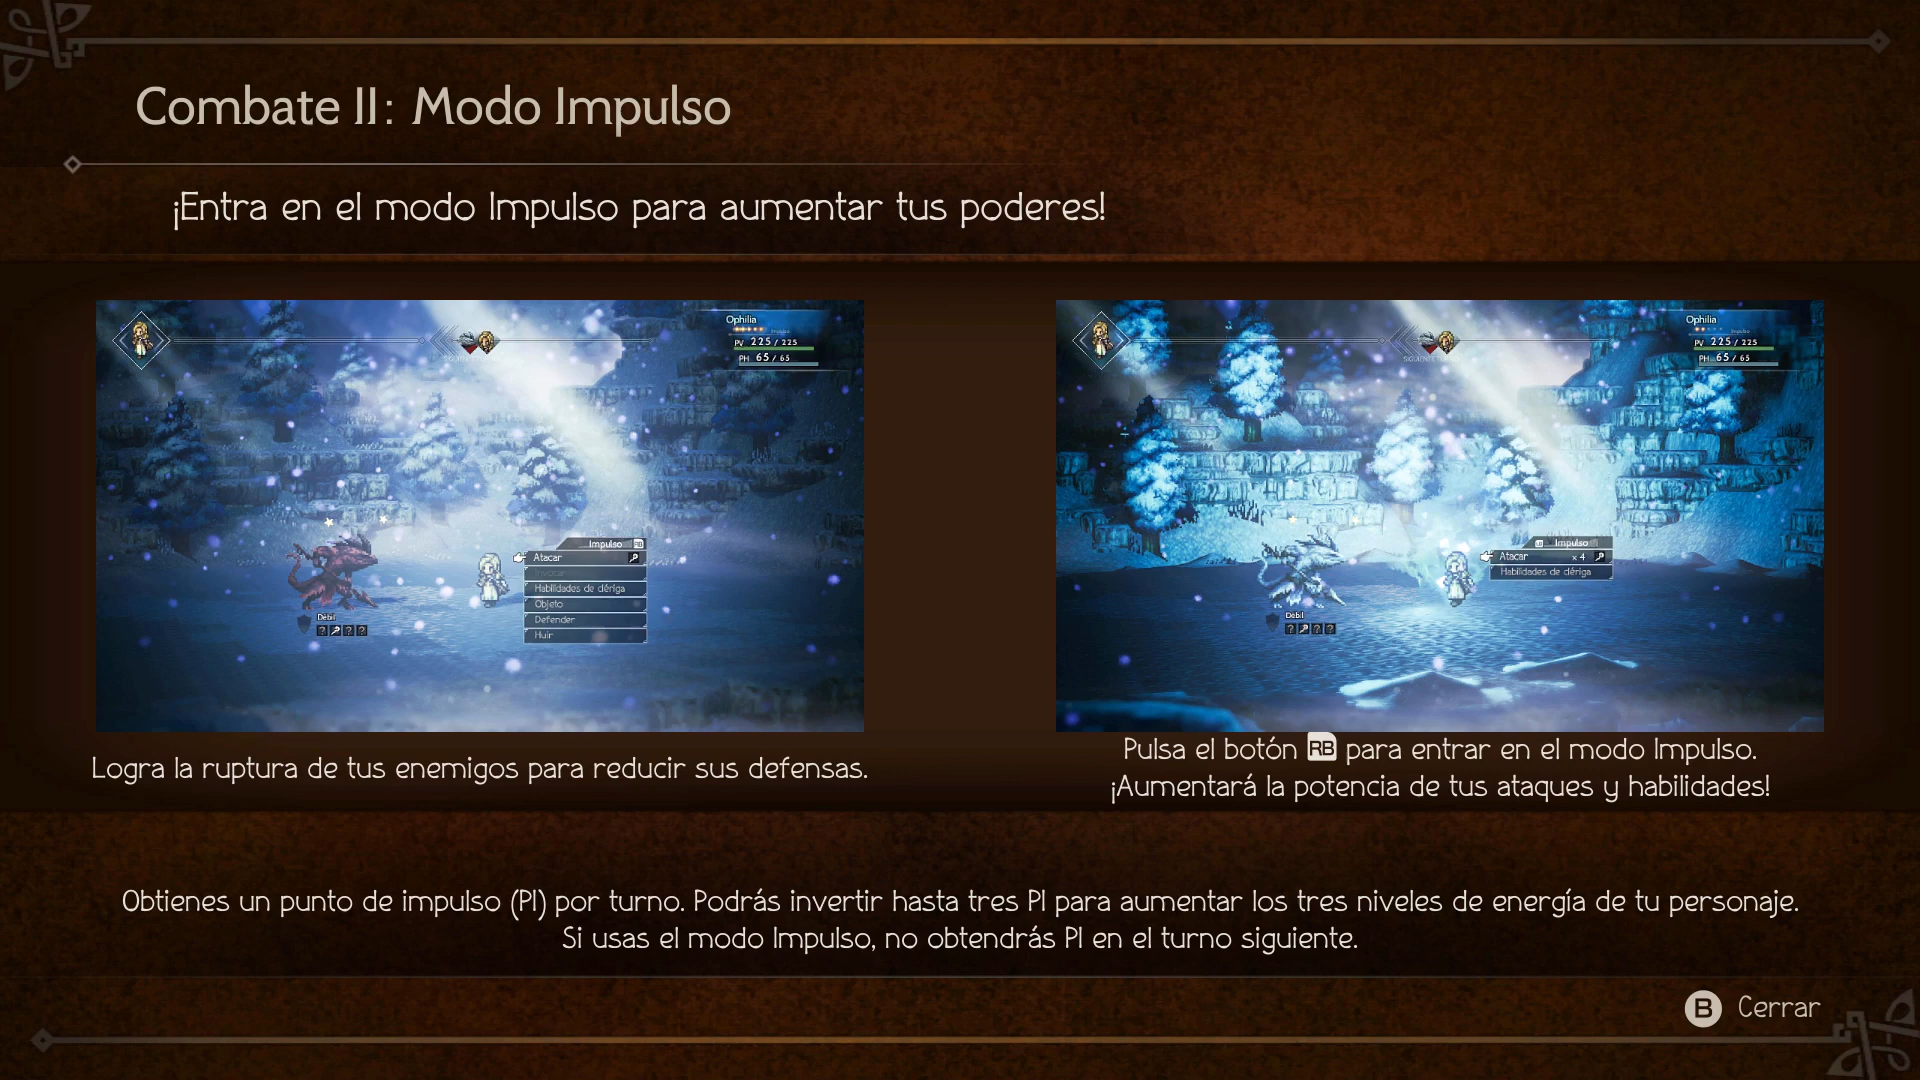 Combate II: Modo Impulso
¡Entra en el modo Impulso para aumentar tus poderes!
Ophilia
PV 225 / 225
PH 65 / 65
Impulso RB
Atacar
Habilidades de clériga
Objeto
Defender
Huir
Débil
? ? ?
Ophilia
PV 225 / 225
PH 65 / 65
Impulso
Atacar x4
Habilidades de clériga
Débil
? ? ?
Logra la ruptura de tus enemigos para reducir sus defensas.
Pulsa el botón RB para entrar en el modo Impulso.
¡Aumentará la potencia de tus ataques y habilidades!
Obtienes un punto de impulso (PI) por turno. Podrás invertir hasta tres PI para aumentar los tres niveles de energía de tu personaje.
Si usas el modo Impulso, no obtendrás PI en el turno siguiente.
B Cerrar